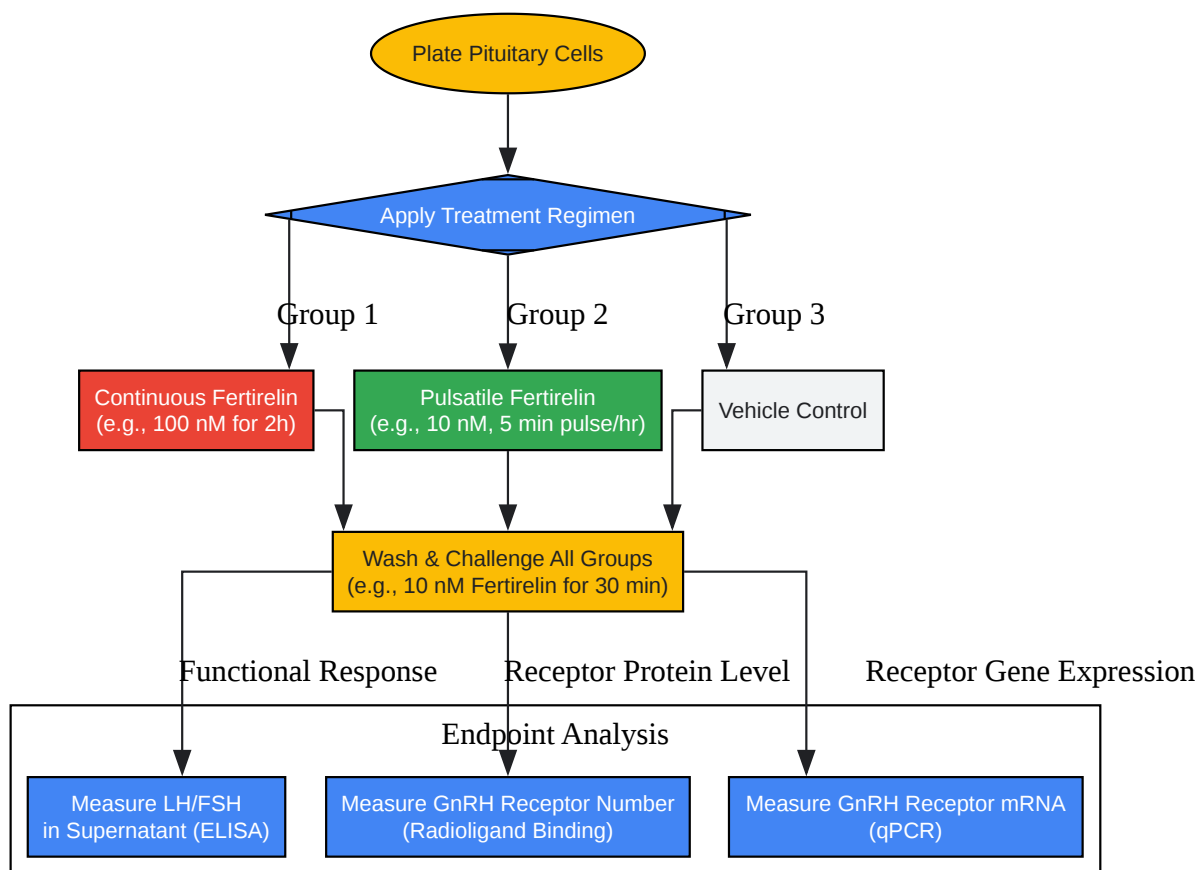 Plate Pituitary Cells
Apply Treatment Regimen
Group 1
Group 2
Group 3
Continuous Fertirelin
(e.g., 100 nM for 2h)
Pulsatile Fertirelin
(e.g., 10 nM, 5 min pulse/hr)
Vehicle Control
Wash & Challenge All Groups
(e.g., 10 nM Fertirelin for 30 min)
Functional Response
Receptor Protein Level
Receptor Gene Expression
Endpoint Analysis
Measure LH/FSH
in Supernatant (ELISA)
Measure GnRH Receptor Number
(Radioligand Binding)
Measure GnRH Receptor mRNA
(qPCR)